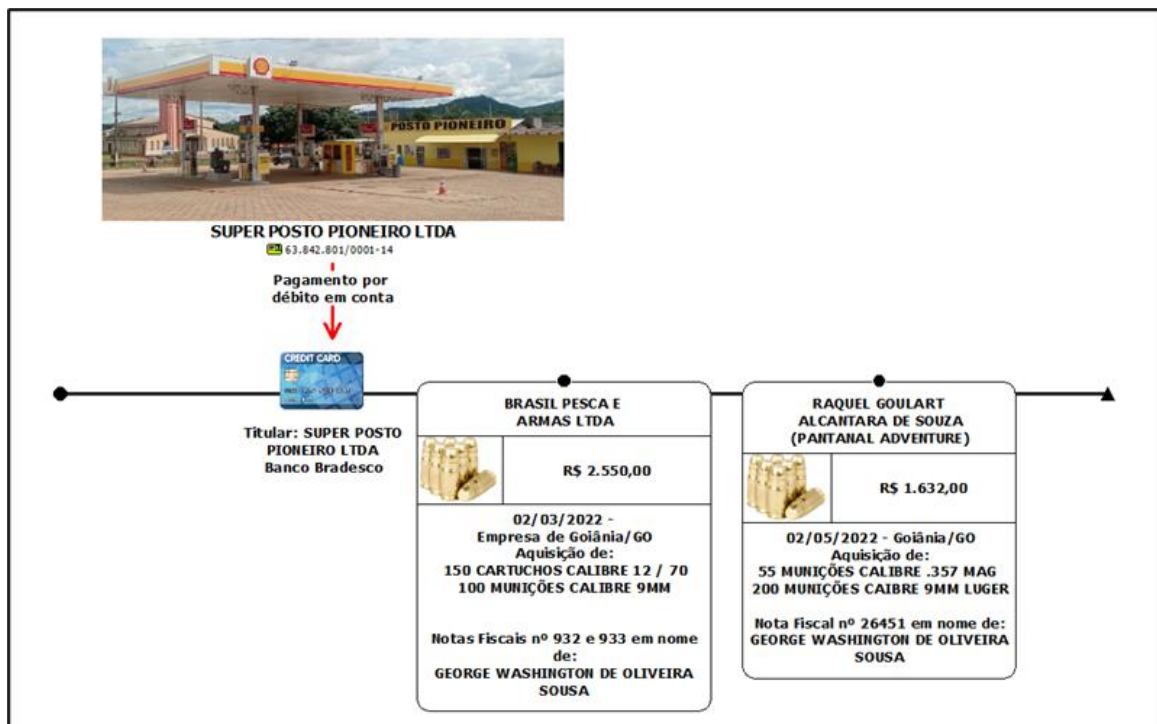 POSTO PIONEIRO
SUPER POSTO PIONEIRO LTDA
63.842.801/0001-14
Pagamento por
débito em conta
CREDIT CARD
Titular: SUPER POSTO
PIONEIRO LTDA
Banco Bradesco
BRASIL PESCA E
ARMAS LTDA
R$ 2.550,00
02/03/2022 -
Empresa de Goiânia/GO
Aquisição de:
150 CARTUCHOS CALIBRE 12 / 70
100 MUNIÇÕES CALIBRE 9MM
Notas Fiscais nº 932 e 933 em nome
de:
GEORGE WASHINGTON DE OLIVEIRA
SOUSA
RAQUEL GOULART
ALCANTARA DE SOUZA
(PANTANAL ADVENTURE)
R$ 1.632,00
02/05/2022 - Goiânia/GO
Aquisição de:
55 MUNIÇÕES CALIBRE .357 MAG
200 MUNIÇÕES CAIBRE 9MM LUGER
Nota Fiscal nº 26451 em nome de:
GEORGE WASHINGTON DE OLIVEIRA
SOUSA